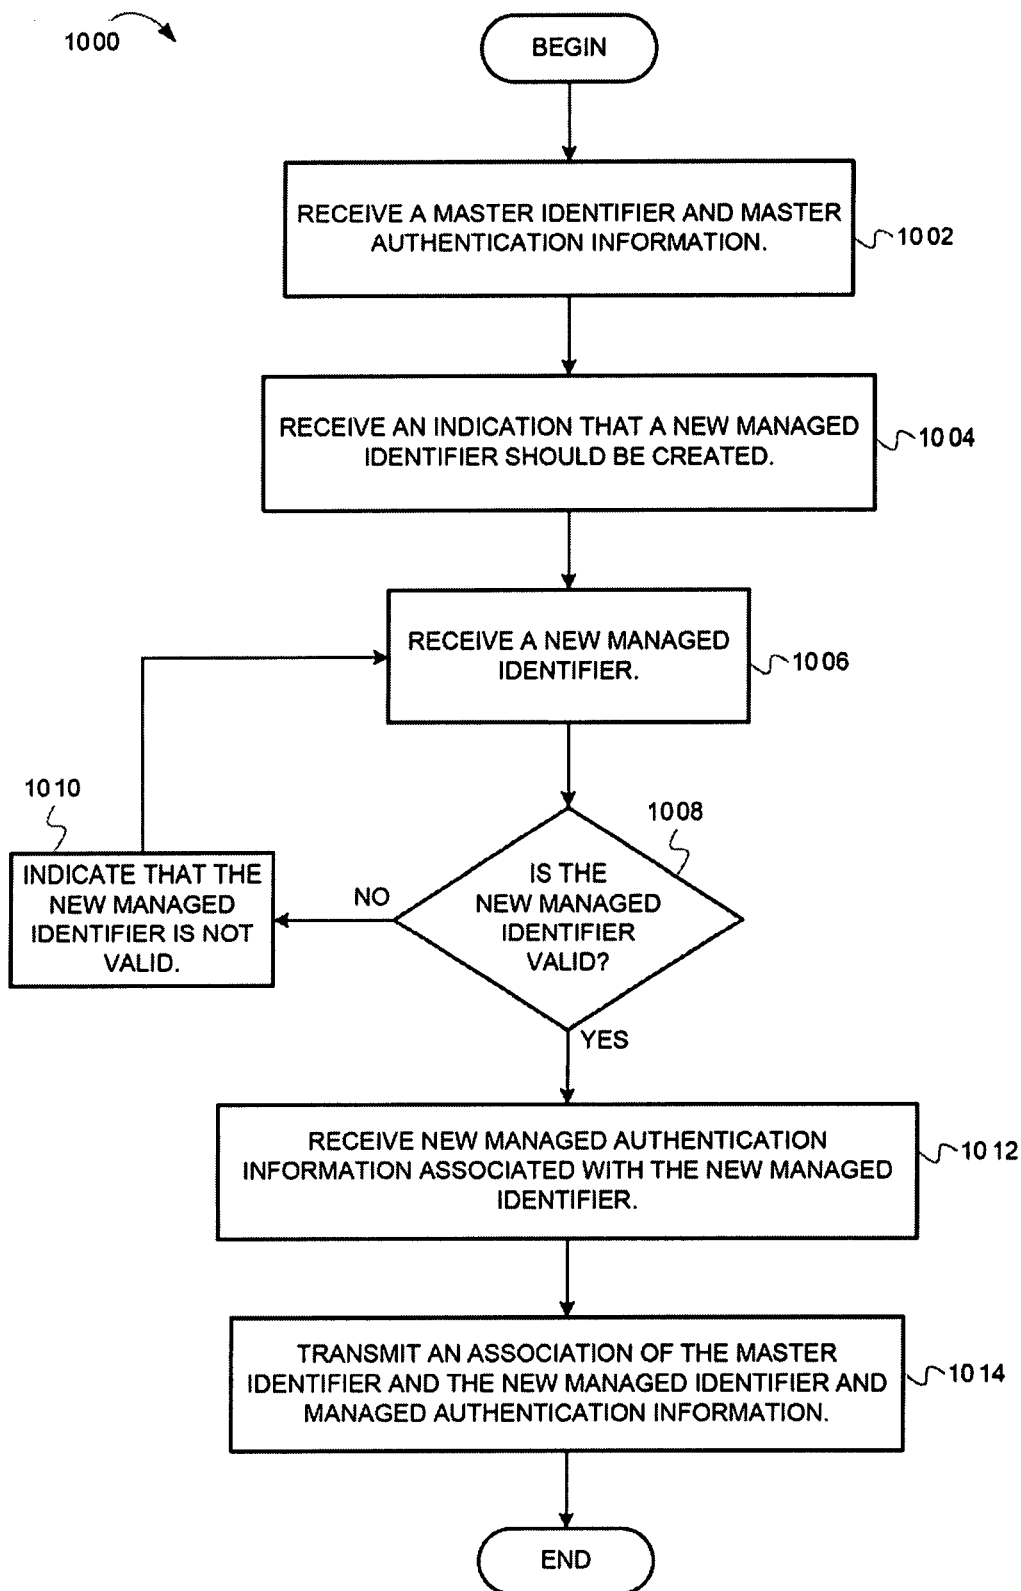 1000
BEGIN
RECEIVE A MASTER IDENTIFIER AND MASTER
AUTHENTICATION INFORMATION.
1002
RECEIVE AN INDICATION THAT A NEW MANAGED
IDENTIFIER SHOULD BE CREATED.
1004
RECEIVE A NEW MANAGED
IDENTIFIER.
1006
1010
INDICATE THAT THE
NEW MANAGED
IDENTIFIER IS NOT
VALID.
NO
1008
IS THE
NEW MANAGED
IDENTIFIER
VALID?
YES
RECEIVE NEW MANAGED AUTHENTICATION
INFORMATION ASSOCIATED WITH THE NEW MANAGED
IDENTIFIER.
1012
TRANSMIT AN ASSOCIATION OF THE MASTER
IDENTIFIER AND THE NEW MANAGED IDENTIFIER AND
MANAGED AUTHENTICATION INFORMATION.
1014
END